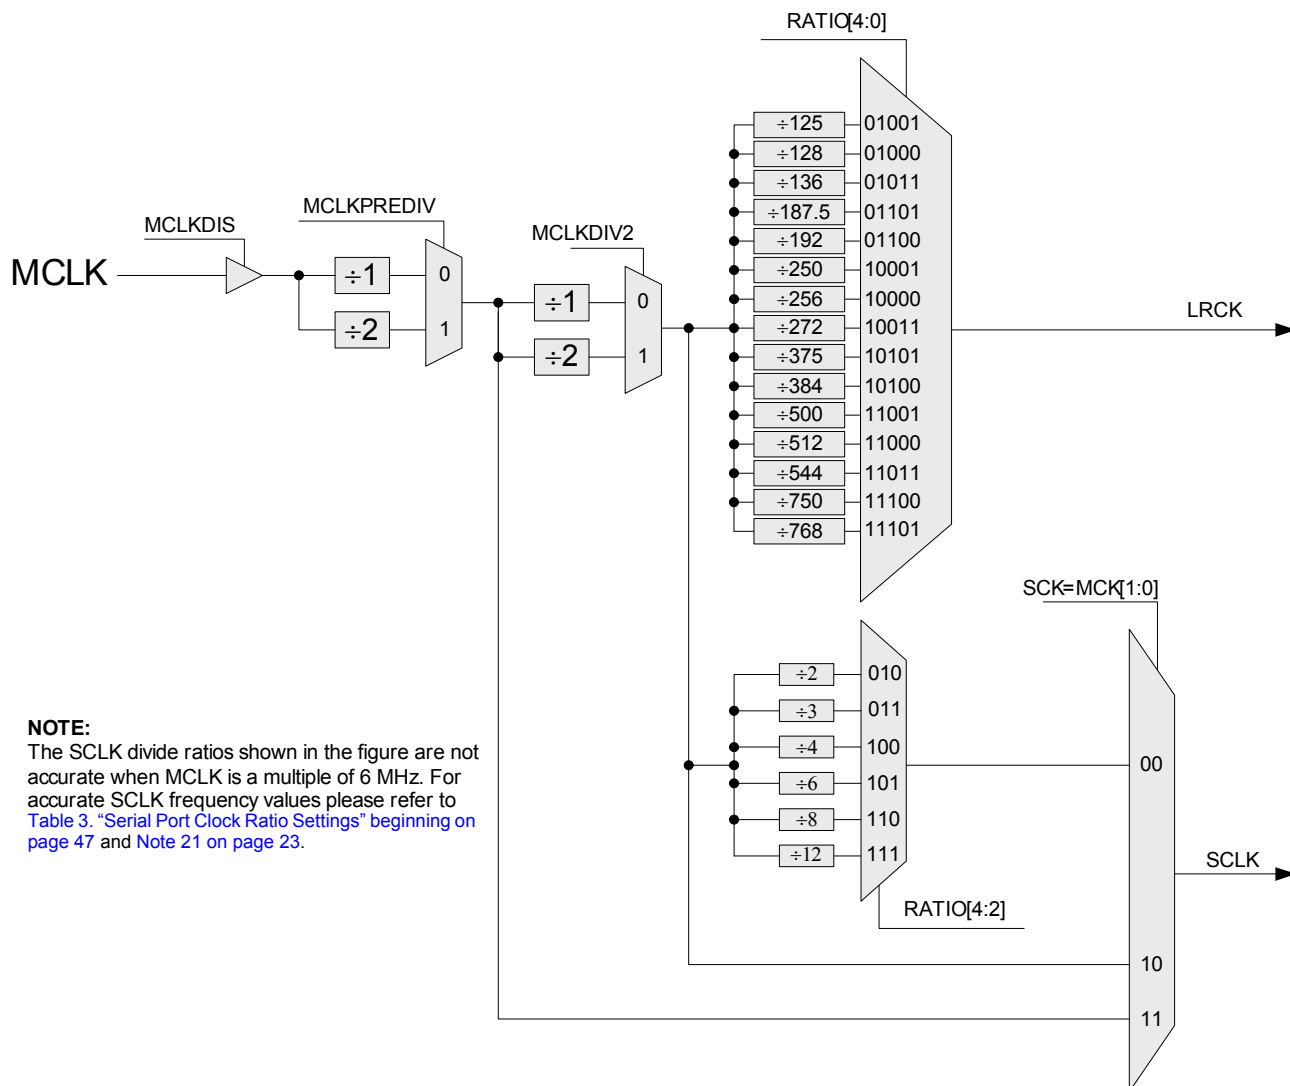 RATIO[4:0]
÷125 01001
÷128 01000
÷136 01011
÷187.5 01101
÷192 01100
÷250 10001
÷256 10000
÷272 10011
÷375 10101
÷384 10100
÷500 11001
÷512 11000
÷544 11011
÷750 11100
÷768 11101
MCLKDIS
MCLKPREDIV
MCLKDIV2
MCLK
÷1 0
÷2 1
÷1 0
÷2 1
LRCK
SCK=MCK[1:0]
÷2 010
÷3 011
÷4 100
÷6 101
÷8 110
÷12 111
RATIO[4:2]
00
10
11
SCLK
NOTE:
The SCLK divide ratios shown in the figure are not
accurate when MCLK is a multiple of 6 MHz. For
accurate SCLK frequency values please refer to
Table 3. “Serial Port Clock Ratio Settings” beginning on
page 47 and Note 21 on page 23.